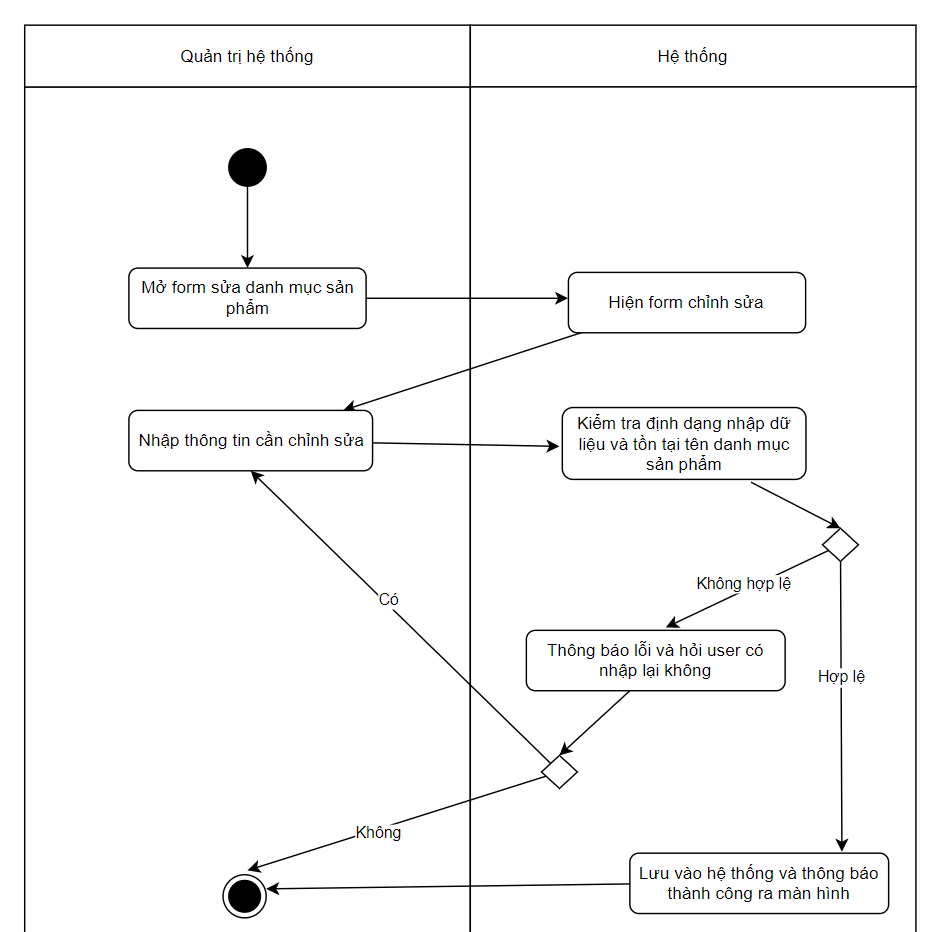 Quản trị hệ thống
Hệ thống
Mở form sửa danh mục sản
phẩm
Hiện form chỉnh sửa
Nhập thông tin cần chỉnh sửa
Kiểm tra định dạng nhập dữ
liệu và tồn tại tên danh mục
sản phẩm
Không hợp lệ
Có
Thông báo lỗi và hỏi user có
nhập lại không
Hợp lệ
Không
Lưu vào hệ thống và thông báo
thành công ra màn hình